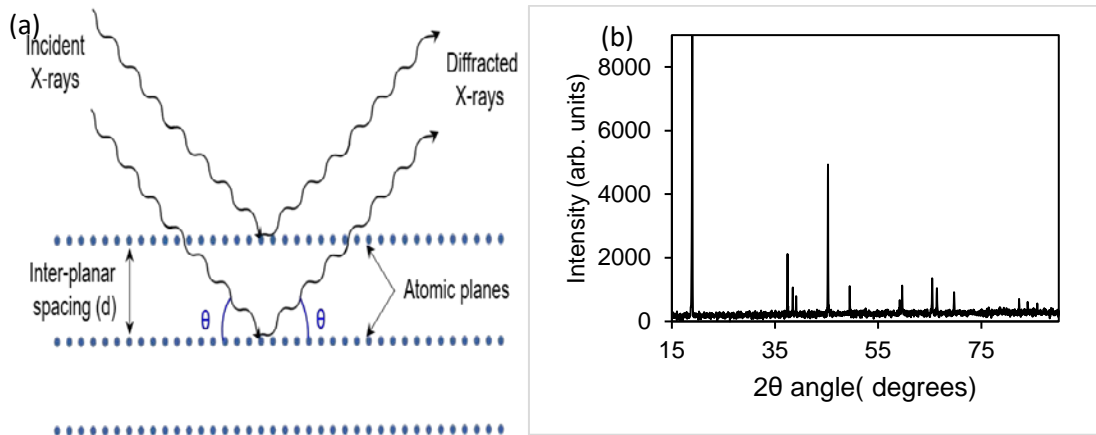 (a)
Incident
X-rays
Diffracted
X-rays
Inter-planar
spacing (d)
θ
θ
Atomic planes
(b)
Intensity (arb. units)
8000
6000
4000
2000
0
15 35 55 75
2θ angle( degrees)